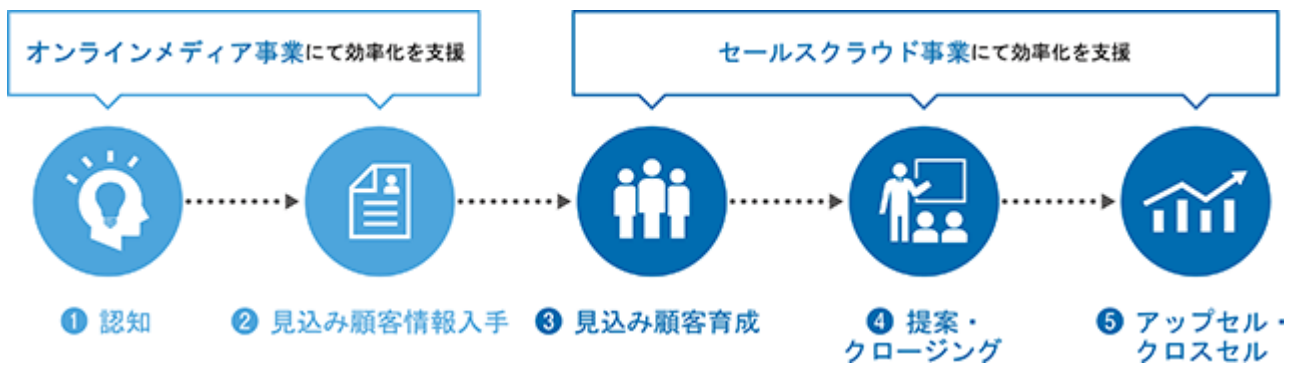 オンラインメディア事業にて効率化を支援
セールスクラウド事業にて効率化を支援
❶ 認知
❷ 見込み顧客情報入手
❸ 見込み顧客育成
❹ 提案・
クロージング
❺ アップセル・
クロスセル